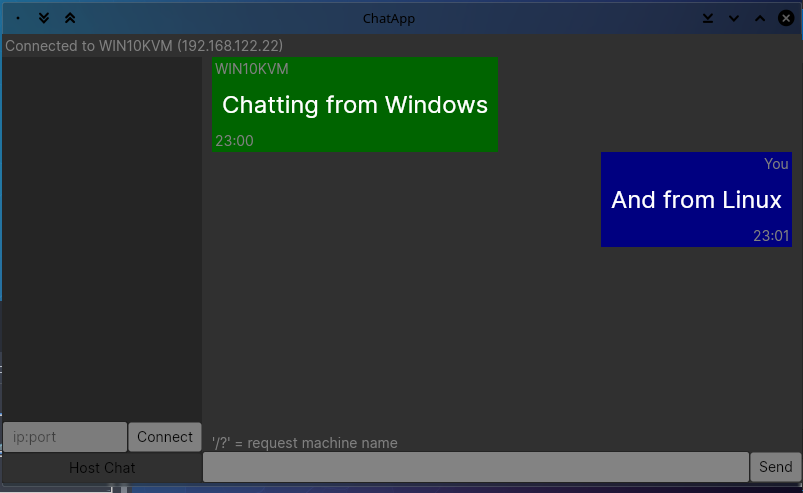 ChatApp
Connected to WIN10KVM (192.168.122.22)
WIN10KVM
Chatting from Windows
23:00
You
And from Linux
23:01
ip:port
Connect
'/?' = request machine name
Host Chat
Send